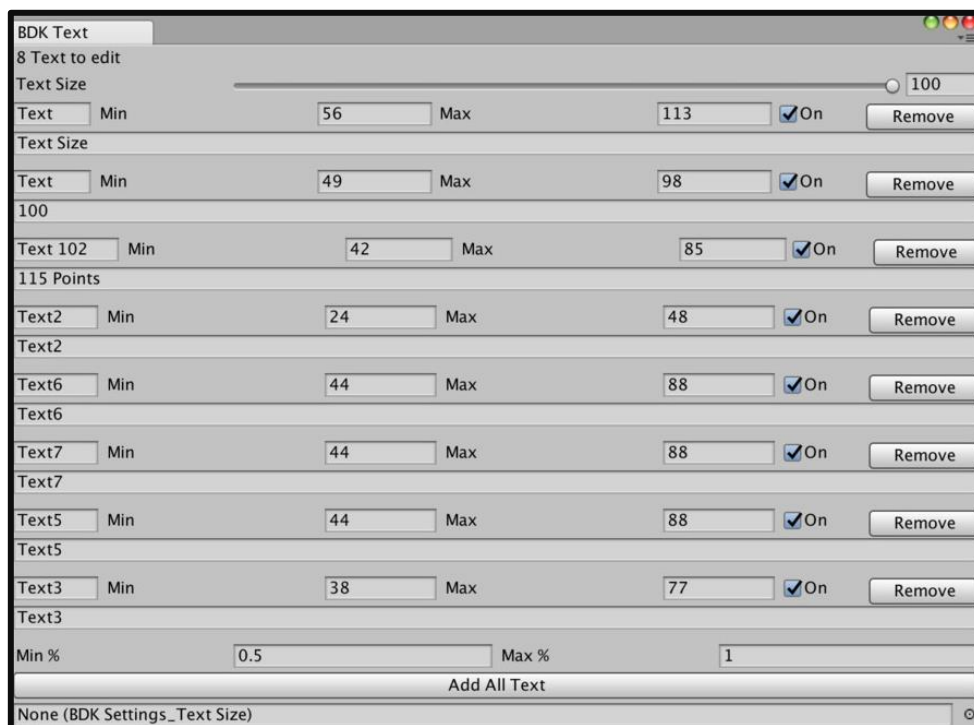 BDK Text
8 Text to edit
Text Size 100
Text Min 56 Max 113 On Remove
Text Size
Text Min 49 Max 98 On Remove
100
Text 102 Min 42 Max 85 On Remove
115 Points
Text2 Min 24 Max 48 On Remove
Text2
Text6 Min 44 Max 88 On Remove
Text6
Text7 Min 44 Max 88 On Remove
Text7
Text5 Min 44 Max 88 On Remove
Text5
Text3 Min 38 Max 77 On Remove
Text3
Min % 0.5 Max % 1
Add All Text
None (BDK Settings_Text Size)